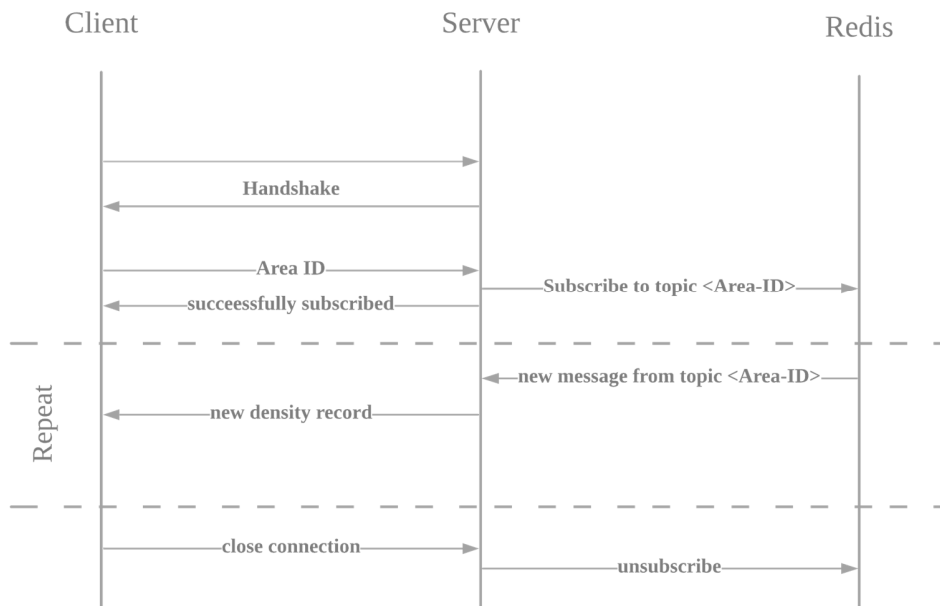 Client
Server
Redis
Handshake
Area ID
Subscribe to topic <Area-ID>
succeessfully subscribed
new message from topic <Area-ID>
Repeat
new density record
close connection
unsubscribe